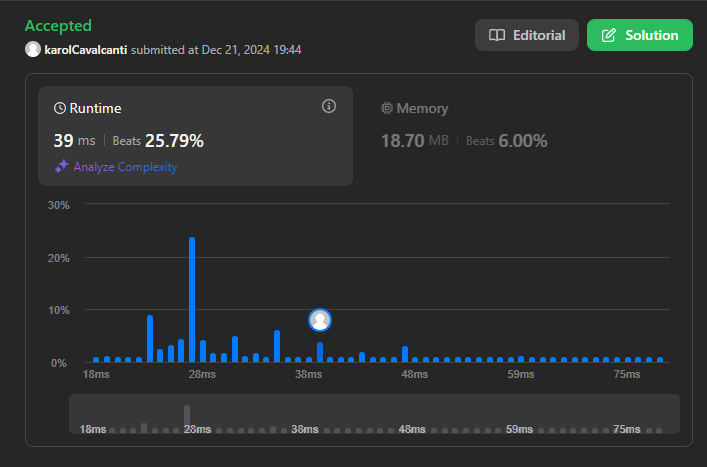 Accepted
karolCavalcanti submitted at Dec 21, 2024 19:44
Editorial
Solution
Runtime
39 ms | Beats 25.79%
Analyze Complexity
Memory
18.70 MB | Beats 6.00%
30%
20%
10%
0%
18ms 28ms 38ms 48ms 59ms 75ms
18ms 28ms 38ms 48ms 59ms 75ms